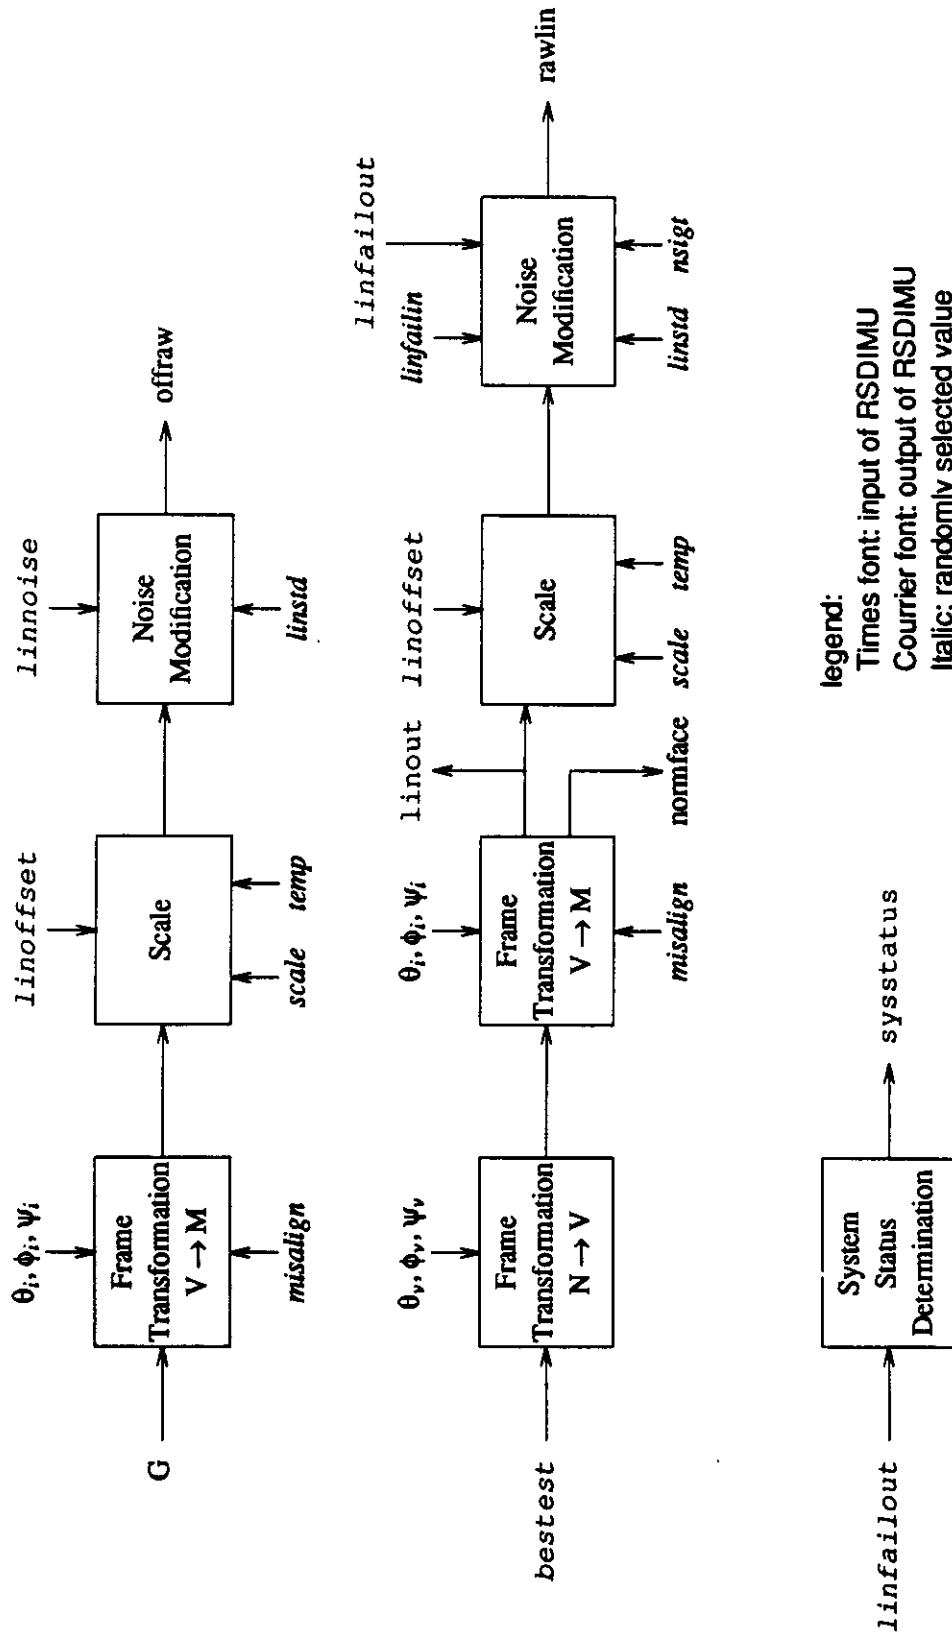 G
θi, ϕi, ψi
Frame
Transformation
V → M
misalign
linoffset
Scale
scale temp
linnoise
Noise
Modification
linstd
offraw
bestest
θv, ϕv, ψv
Frame
Transformation
N → V
θi, ϕi, ψi
Frame
Transformation
V → M
misalign
linout
normface
linoffset
Scale
scale temp
linfailin
linfailout
Noise
Modification
linstd nsigt
rawlin
linfailout
System
Status
Determination
sysstatus
legend:
Times font: input of RSDIMU
Courrier font: output of RSDIMU
Italic: randomly selected value